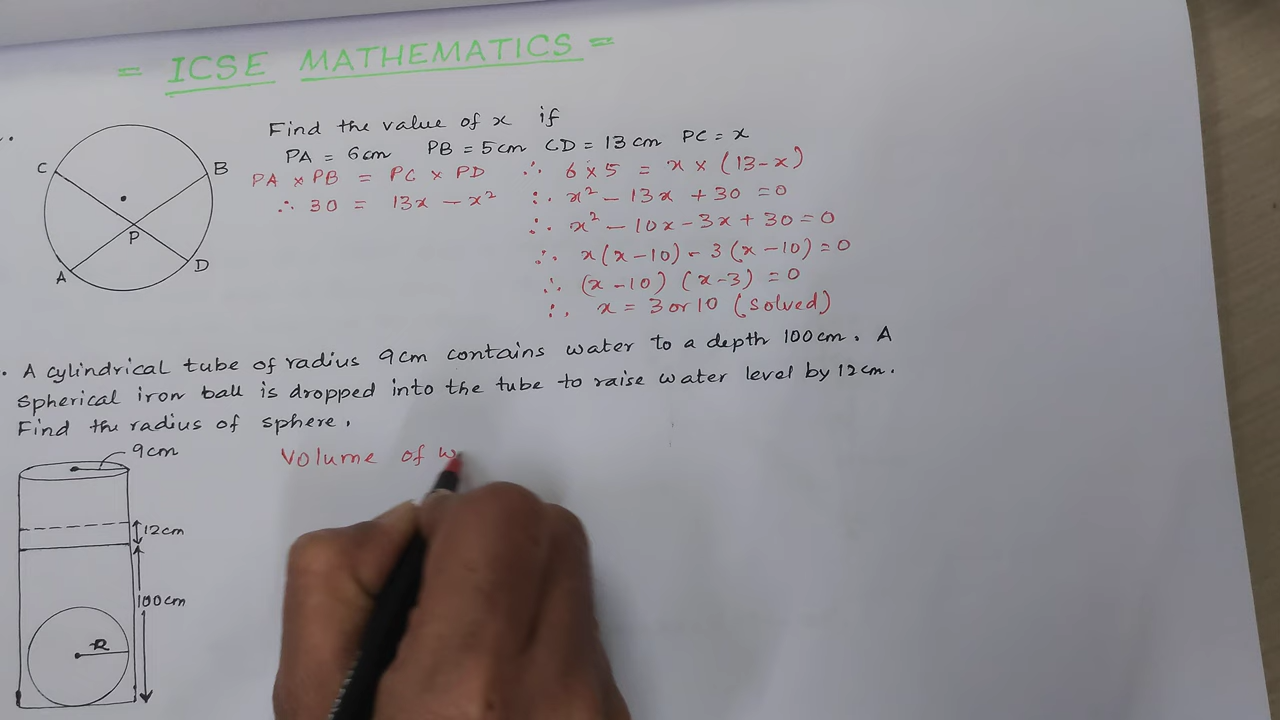 = ICSE MATHEMATICS =
Find the value of x if
PA = 6cm PB = 5cm CD = 13cm PC = x
PA × PB = PC × PD ∴ 6 × 5 = x × (13-x)
∴ 30 = 13x - x² ∴ x² - 13x + 30 = 0
∴ x² - 10x - 3x + 30 = 0
∴ x(x-10) - 3(x-10) = 0
∴ (x-10) (x-3) = 0
∴ x = 3 or 10 (solved)
C
B
P
A
D
. A cylindrical tube of radius 9cm contains water to a depth 100cm. A
spherical iron ball is dropped into the tube to raise water level by 12cm.
Find the radius of sphere.
9cm
Volume of w
12cm
100cm
R